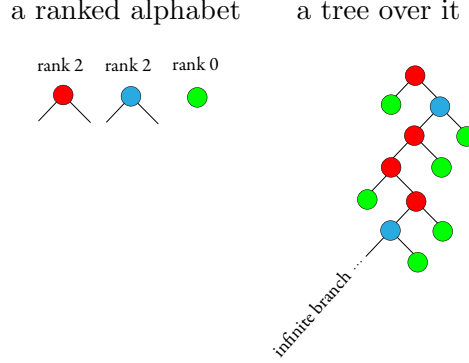 a ranked alphabet
a tree over it
rank 2
rank 2
rank 0
infinite branch ...